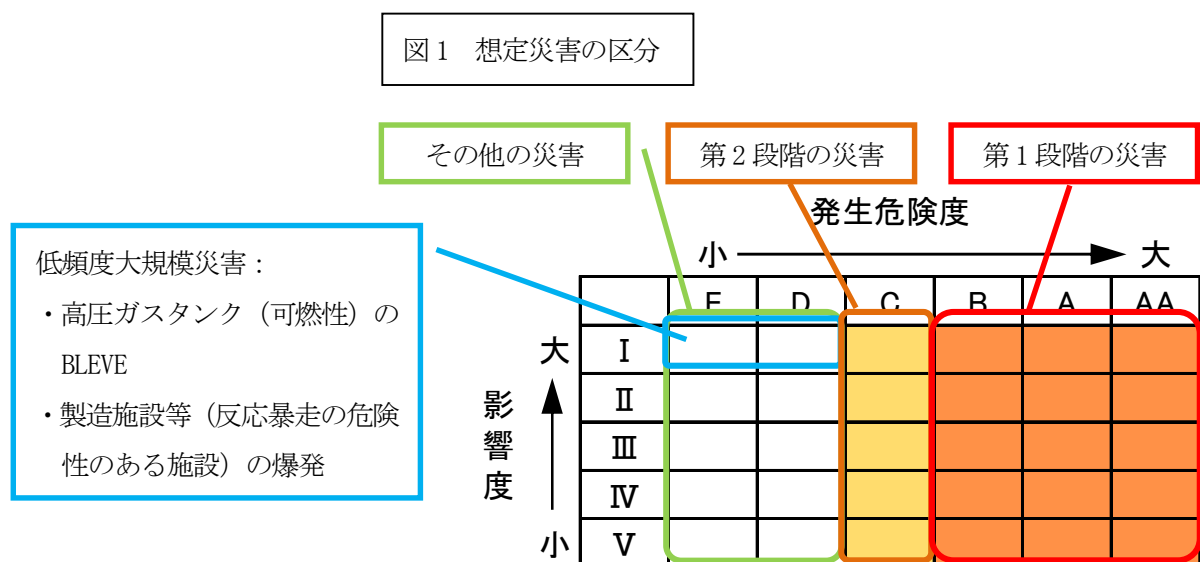 図1 想定災害の区分
その他の災害
第2段階の災害
第1段階の災害
発生危険度
小
大
低頻度大規模災害：
・高圧ガスタンク（可燃性）の
BLEVE
・製造施設等（反応暴走の危険
性のある施設）の爆発
E D C B A AA
大
影響度
小
Ⅰ
Ⅱ
Ⅲ
Ⅳ
Ⅴ